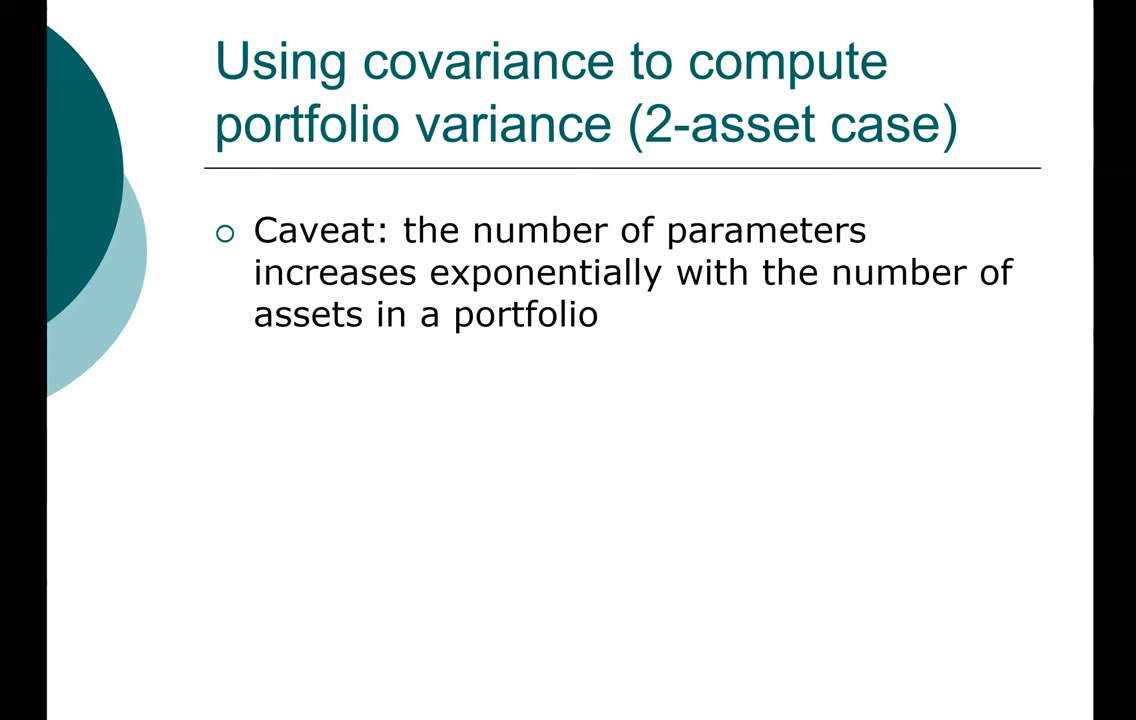 Using covariance to compute
portfolio variance (2-asset case)
Caveat: the number of parameters
increases exponentially with the number of
assets in a portfolio